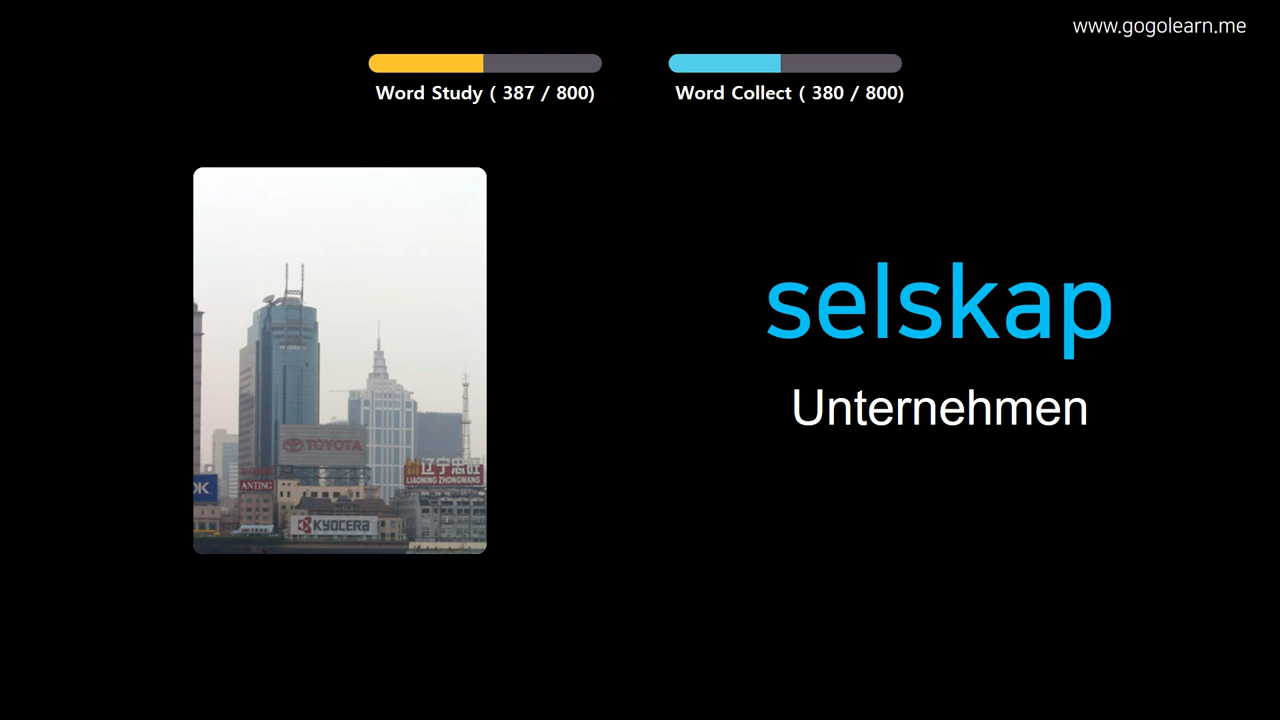 www.gogolearn.me
Word Study ( 387 / 800)
Word Collect ( 380 / 800)
selskap
Unternehmen
TOYOTA
辽宁忠旺
LIAONING ZHONGWANG
OK.
ANTING
KYOCERA